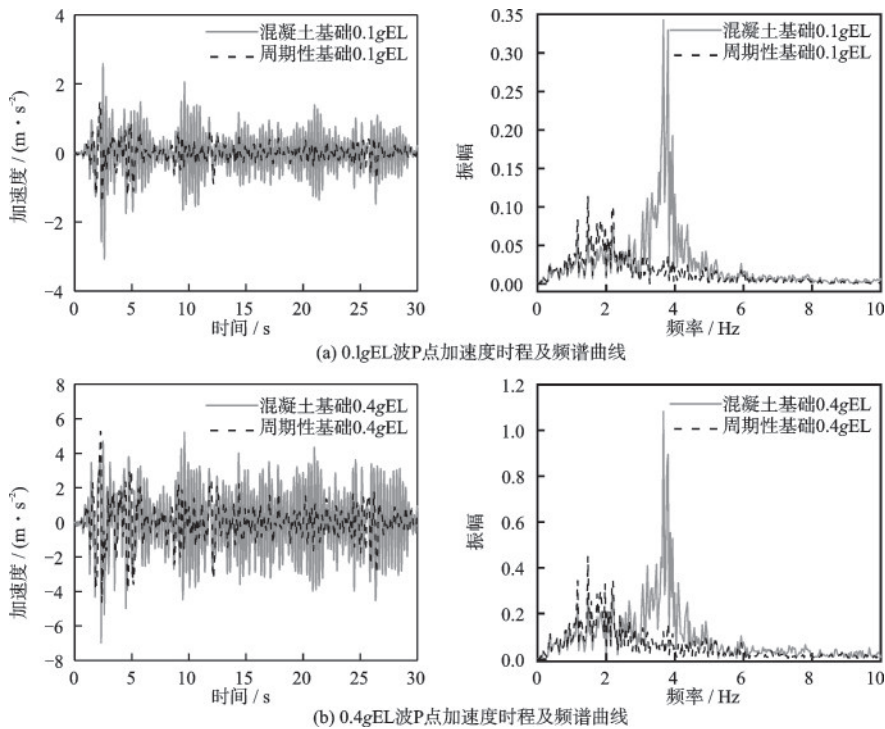 混凝土基础0.1gEL
周期性基础0.1gEL
加速度 / (m·s⁻²)
4
2
0
−2
−4
0 5 10 15 20 25 30
时间 / s
混凝土基础0.1gEL
周期性基础0.1gEL
振幅
0.35
0.30
0.25
0.20
0.15
0.10
0.05
0.00
0 2 4 6 8 10
频率 / Hz
(a) 0.lgEL波P点加速度时程及频谱曲线
混凝土基础0.4gEL
周期性基础0.4gEL
加速度 / (m·s⁻²)
8
6
4
2
0
−2
−4
−6
−8
0 5 10 15 20 25 30
时间 / s
混凝土基础0.4gEL
周期性基础0.4gEL
振幅
1.2
1.0
0.8
0.6
0.4
0.2
0.0
0 2 4 6 8 10
频率 / Hz
(b) 0.4gEL波P点加速度时程及频谱曲线